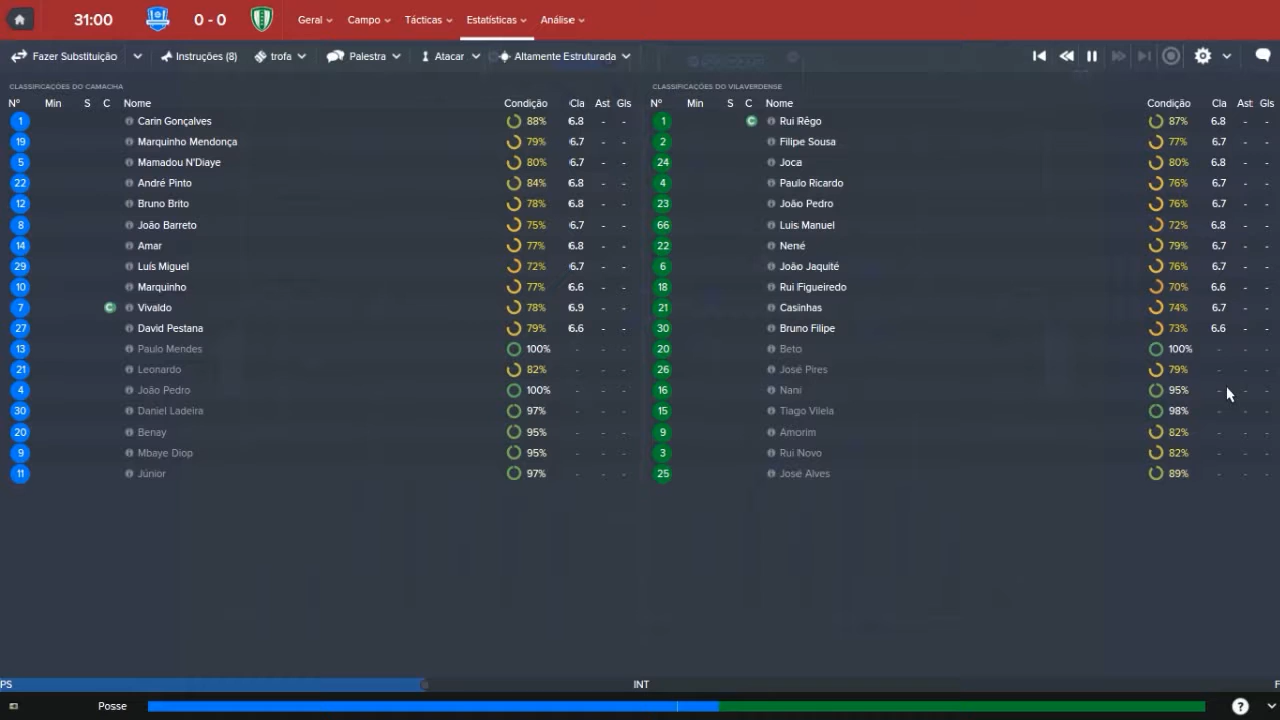 31:00 0 - 0 Geral Campo Tácticas Estatísticas Análise
Fazer Substituição Instruções (8) trofa Palestra Atacar Altamente Estruturada
CLASSIFICAÇÕES DO CAMACHA CLASSIFICAÇÕES DO VILAVERDENSE
Nº Min S C Nome Condição Cla Ast Gls Nº Min S C Nome Condição Cla Ast Gls
1 Carin Gonçalves 88% 6.8 - - 1 C Rui Rêgo 87% 6.8 - -
19 Marquinho Mendonça 79% 6.7 - - 2 Filipe Sousa 77% 6.7 - -
5 Mamadou N'Diaye 80% 6.7 - - 24 Joca 80% 6.8 - -
22 André Pinto 84% 6.8 - - 4 Paulo Ricardo 76% 6.7 - -
12 Bruno Brito 78% 6.8 - - 23 João Pedro 76% 6.7 - -
8 João Barreto 75% 6.7 - - 66 Luis Manuel 72% 6.8 - -
14 Amar 77% 6.8 - - 22 Nené 79% 6.7 - -
29 Luís Miguel 72% 6.7 - - 6 João Jaquité 76% 6.7 - -
10 Marquinho 77% 6.6 - - 18 Rui Figueiredo 70% 6.6 - -
7 C Vivaldo 78% 6.9 - - 21 Casinhas 74% 6.7 - -
27 David Pestana 79% 6.6 - - 30 Bruno Filipe 73% 6.6 - -
13 Paulo Mendes 100% - - - 20 Beto 100% - - -
21 Leonardo 82% - - - 26 José Pires 79% - - -
4 João Pedro 100% - - - 16 Nani 95% - - -
30 Daniel Ladeira 97% - - - 15 Tiago Vilela 98% - - -
20 Benay 95% - - - 9 Amorim 82% - - -
9 Mbaye Diop 95% - - - 3 Rui Novo 82% - - -
11 Júnior 97% - - - 25 José Alves 89% - - -
PS INT F
Posse ?